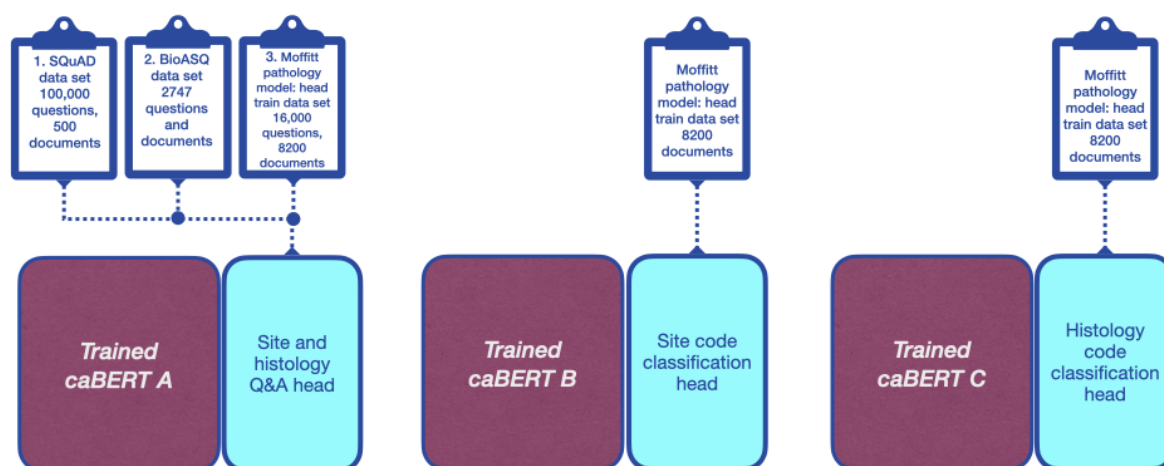 1. SQuAD
data set
100,000
questions,
500
documents
2. BioASQ
data set
2747
questions
and
documents
3. Moffitt
pathology
model: head
train data set
16,000
questions,
8200
documents
Moffitt
pathology
model: head
train data set
8200
documents
Moffitt
pathology
model: head
train data set
8200
documents
Trained
caBERT A
Site and
histology
Q&A head
Trained
caBERT B
Site code
classification
head
Trained
caBERT C
Histology
code
classification
head